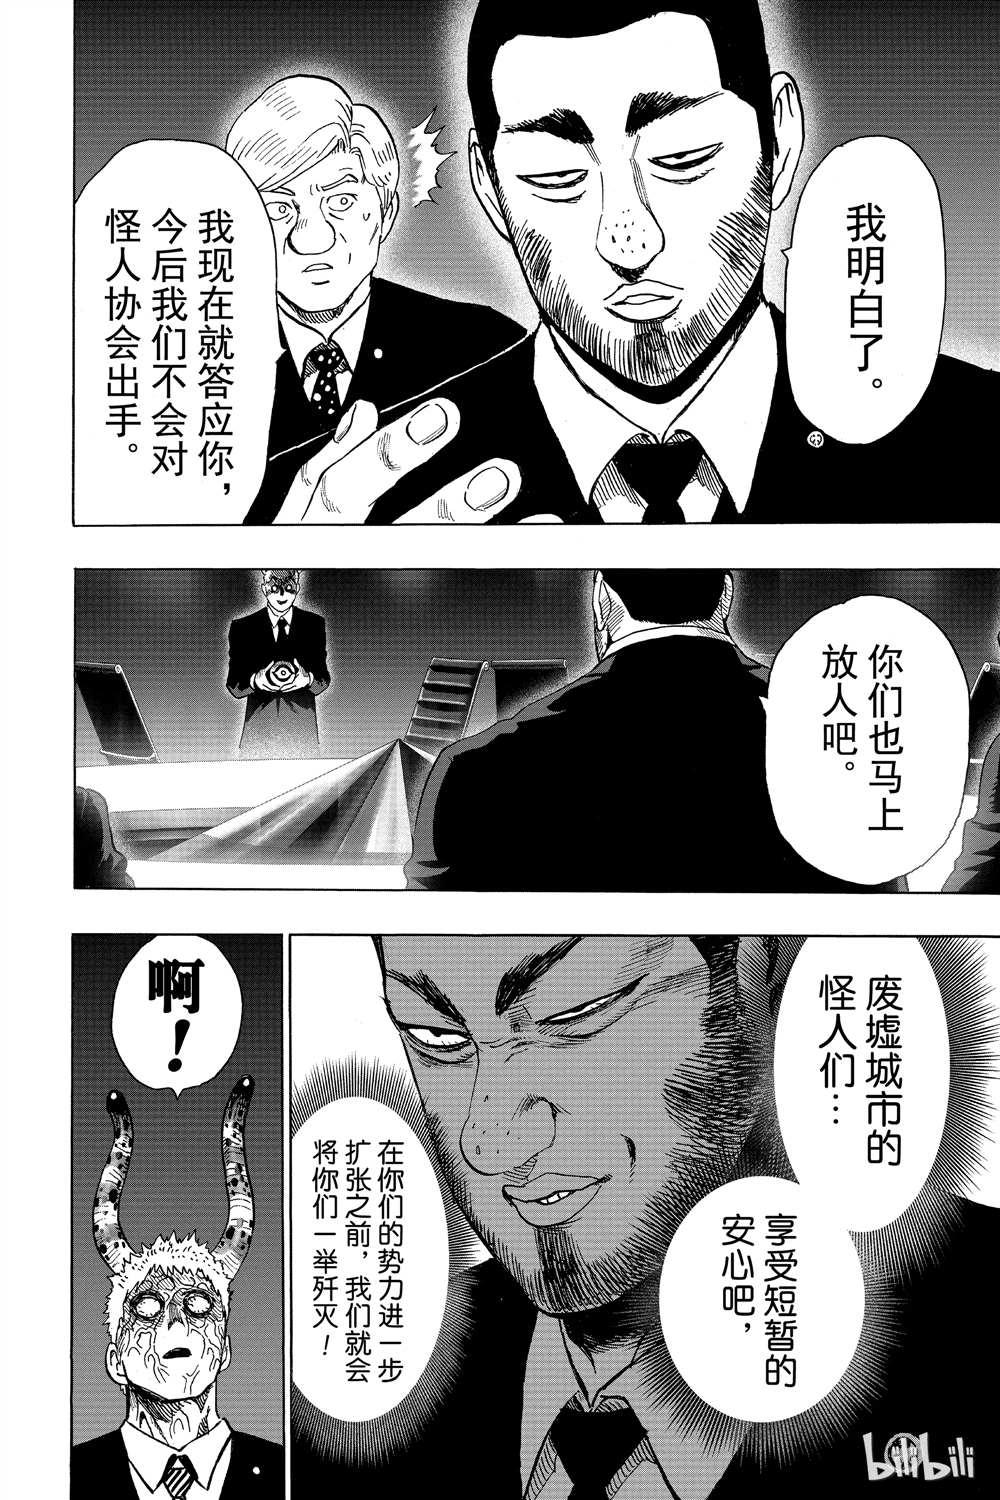 我明白了。
我现在就答应你，
今后我们不会对
怪人协会出手。
你们也马上
放人吧。
废墟城市的
怪人们…
享受短暂的
安心吧，
在你们的势力进一步
扩张之前，我们就会
将你们一举歼灭！
啊！
bilibili